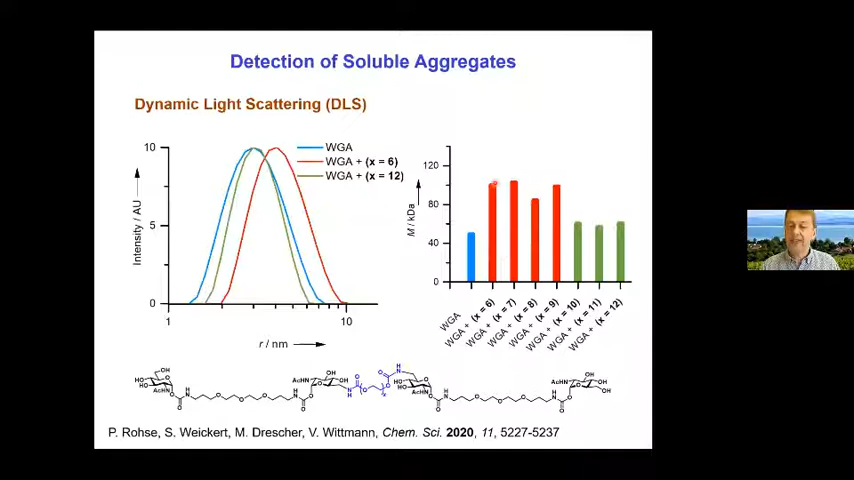 Detection of Soluble Aggregates
Dynamic Light Scattering (DLS)
10
5
0
Intensity / AU
1
10
r / nm
WGA
WGA + (x = 6)
WGA + (x = 12)
120
80
40
0
M / kDa
WGA
WGA + (x = 6)
WGA + (x = 7)
WGA + (x = 8)
WGA + (x = 9)
WGA + (x = 10)
WGA + (x = 11)
WGA + (x = 12)
P. Rohse, S. Weickert, M. Drescher, V. Wittmann, Chem. Sci. 2020, 11, 5227-5237